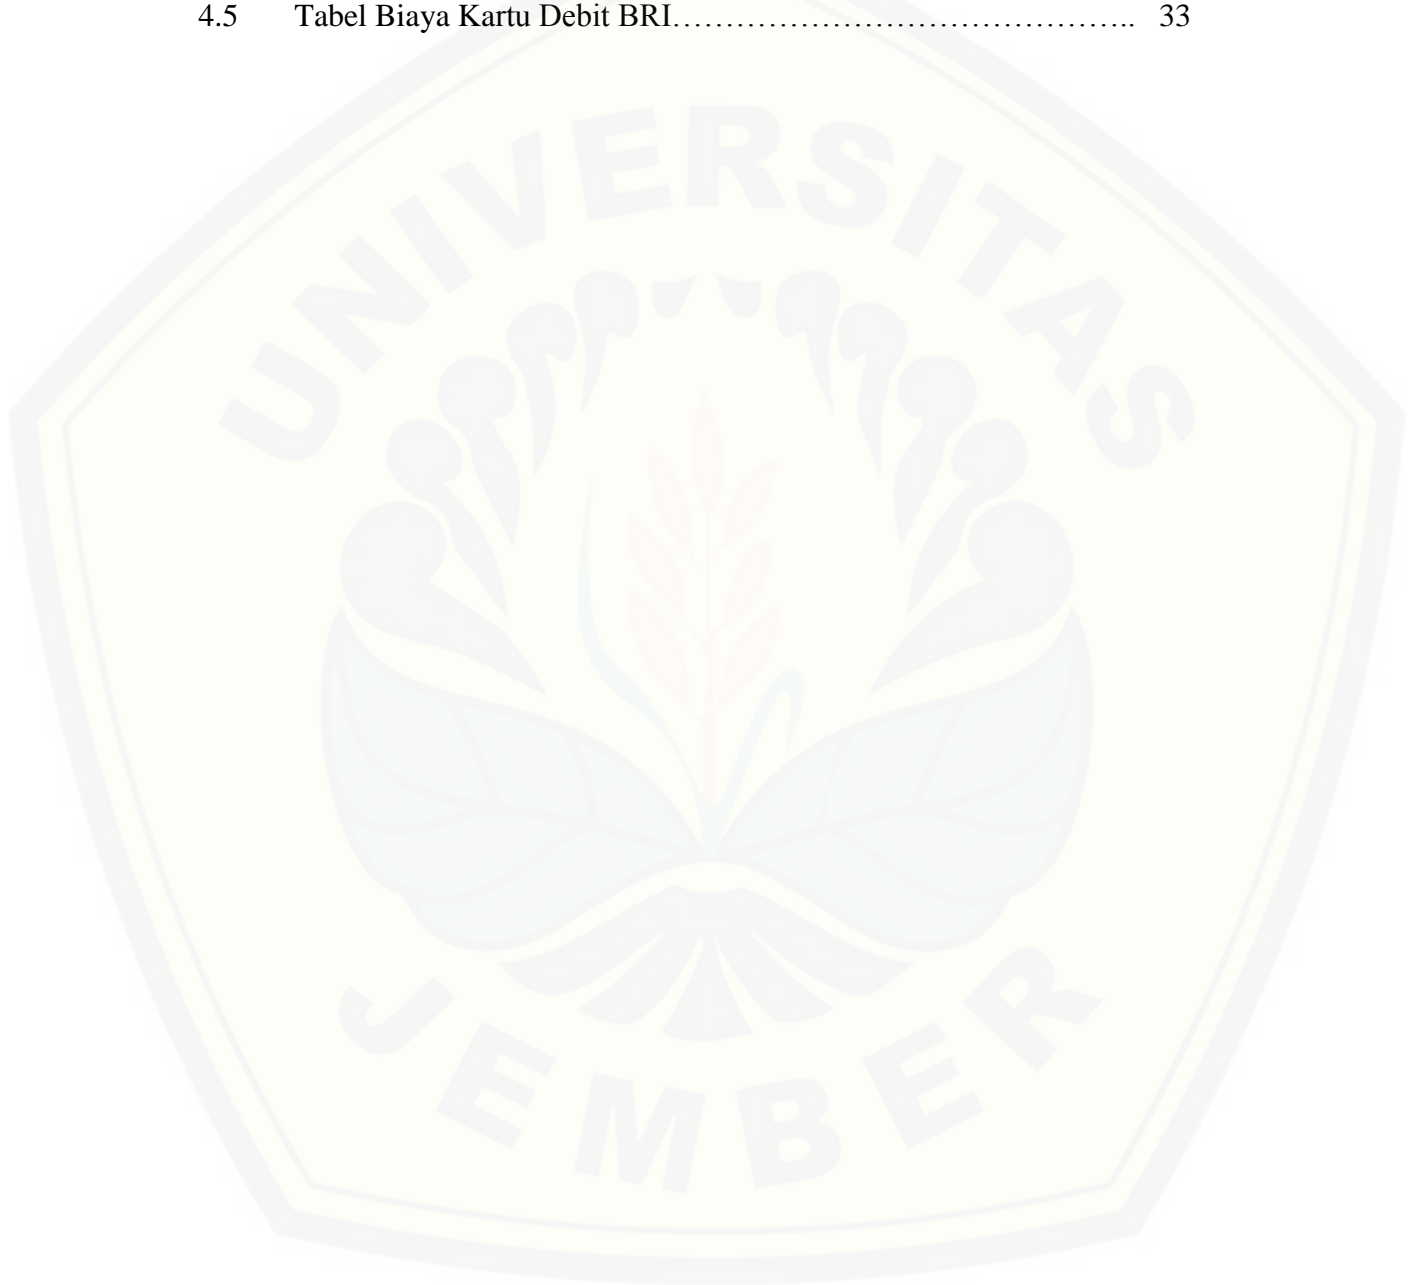 4.5 Tabel Biaya Kartu Debit BRI……………………………………….. 33
UNIVERSITAS
JEMBER